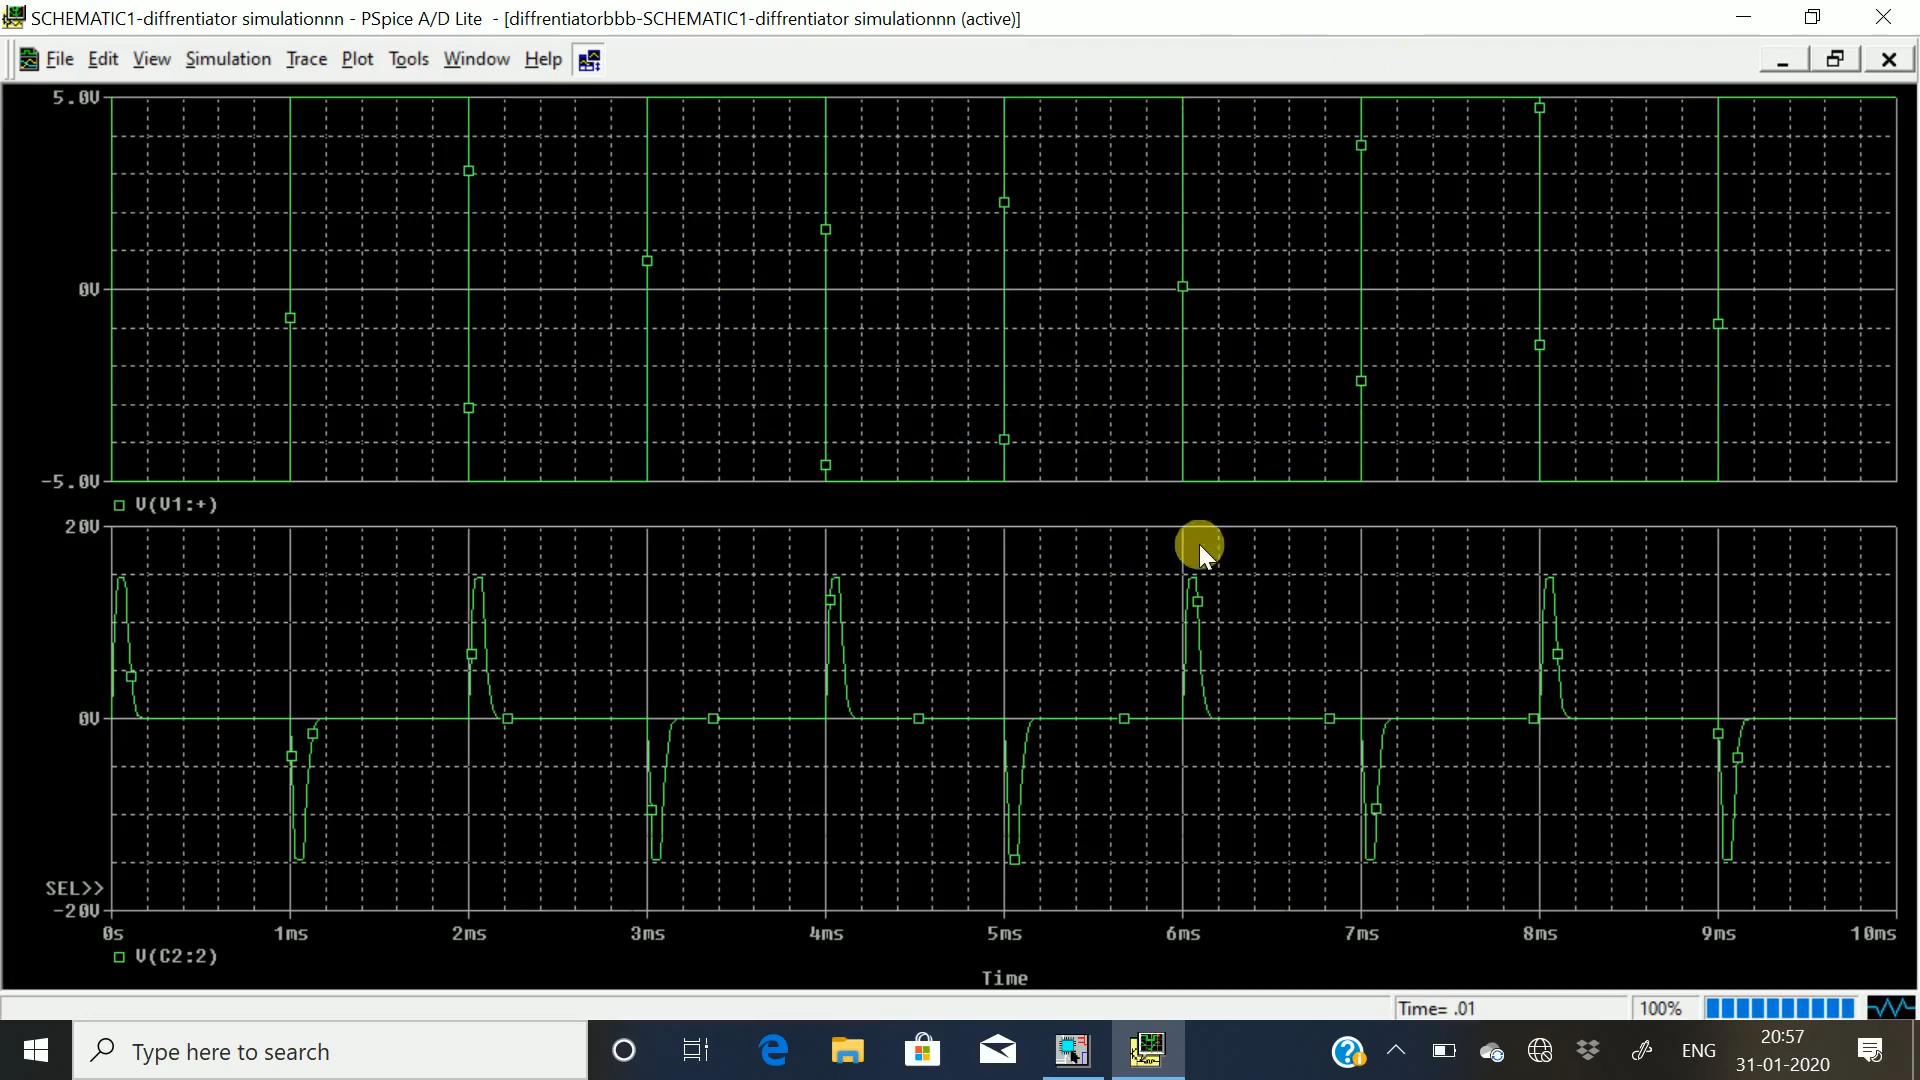 SCHEMATIC1-diffrentiator simulationnn - PSpice A/D Lite - [diffrentiatorbbb-SCHEMATIC1-diffrentiator simulationnn (active)]
File Edit View Simulation Trace Plot Tools Window Help
5.0V
0V
-5.0V
V(V1:+)
20V
0V
SEL>>
-20V
0s 1ms 2ms 3ms 4ms 5ms 6ms 7ms 8ms 9ms 10ms
V(C2:2)
Time
Time= .01 100%
Type here to search
ENG
20:57
31-01-2020